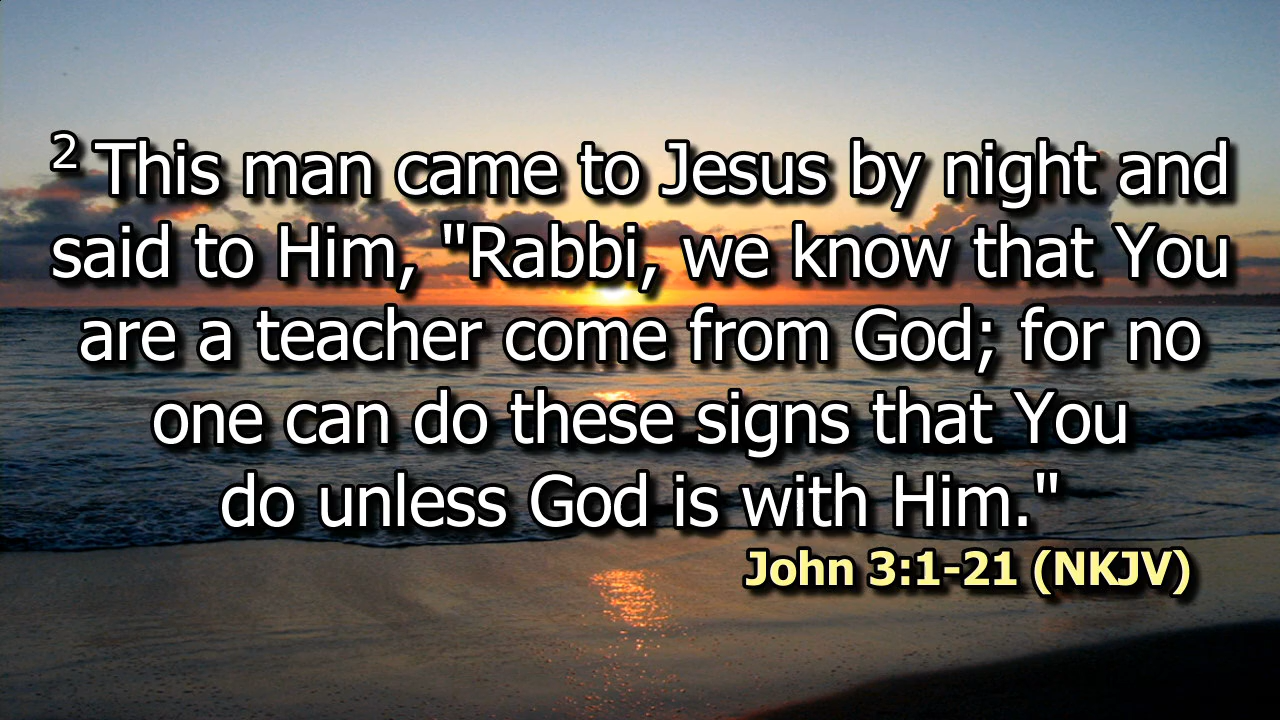 2 This man came to Jesus by night and
said to Him, "Rabbi, we know that You
are a teacher come from God; for no
one can do these signs that You
do unless God is with Him."
John 3:1-21 (NKJV)